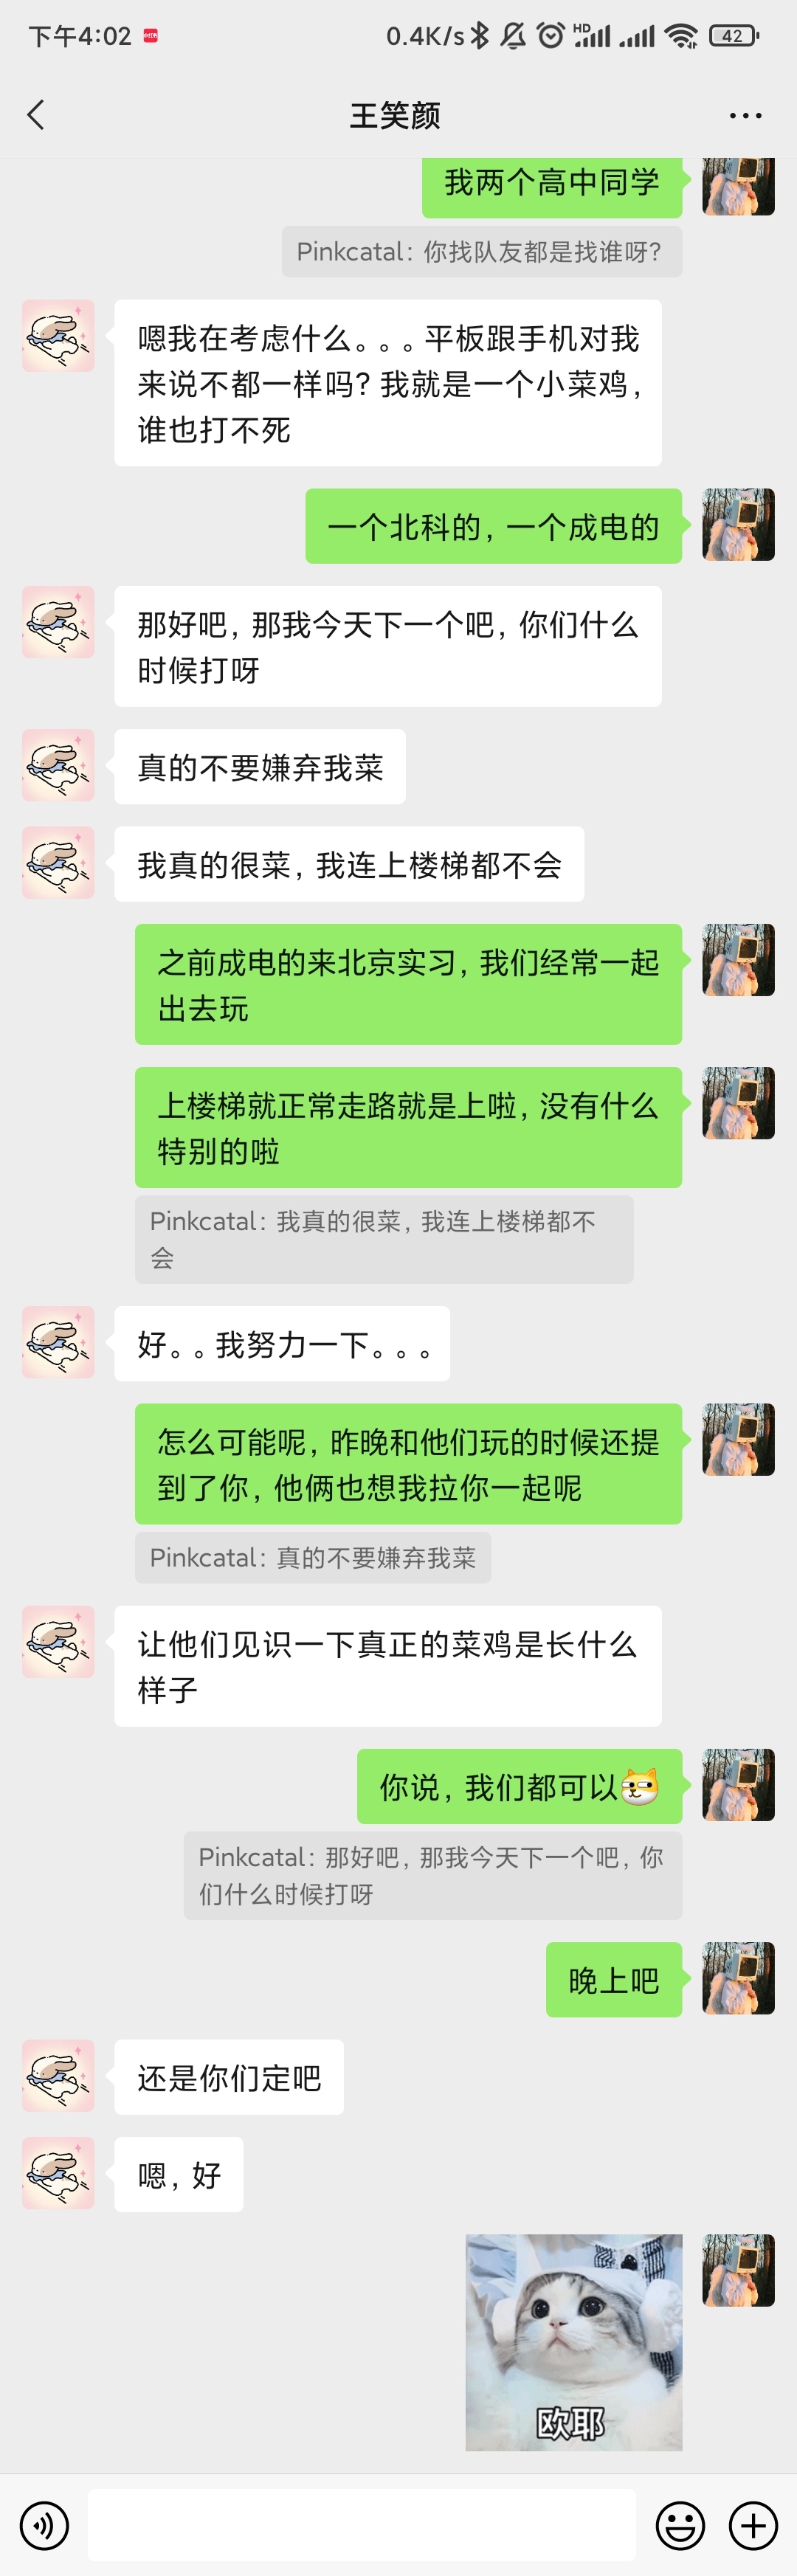 下午4:02
0.4K/s
HD
42
王笑颜
我两个高中同学
Pinkcatal: 你找队友都是找谁呀?
嗯我在考虑什么。。。平板跟手机对我
来说不都一样吗? 我就是一个小菜鸡,
谁也打不死
一个北科的, 一个成电的
那好吧, 那我今天下一个吧, 你们什么
时候打呀
真的不要嫌弃我菜
我真的很菜, 我连上楼梯都不会
之前成电的来北京实习, 我们经常一起
出去玩
上楼梯就正常走路就是上啦, 没有什么
特别的啦
Pinkcatal: 我真的很菜, 我连上楼梯都不
会
好。。我努力一下。。。
怎么可能呢, 昨晚和他们玩的时候还提
到了你, 他俩也想我拉你一起呢
Pinkcatal: 真的不要嫌弃我菜
让他们见识一下真正的菜鸡是长什么
样子
你说, 我们都可以
Pinkcatal: 那好吧, 那我今天下一个吧, 你
们什么时候打呀
晚上吧
还是你们定吧
嗯, 好
欧耶